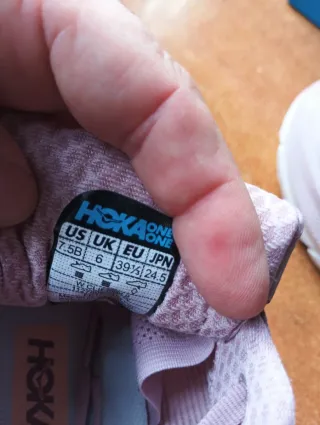 HOKA ONE
ONE
US UK EU JPN
7.5B 6 39⅓ 24.5
HOKA